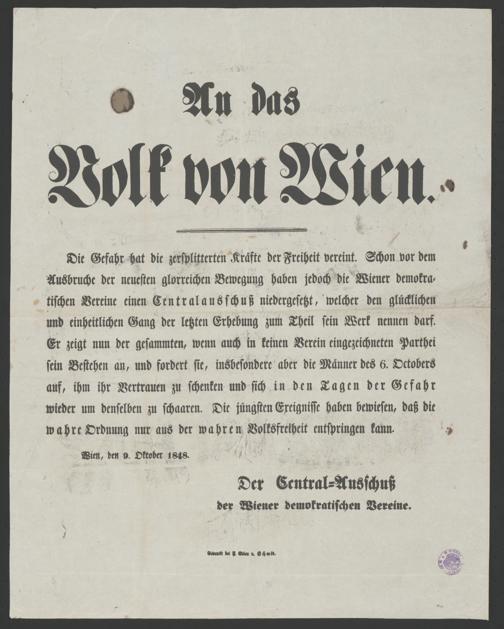 An das
Volk von Wien.
Die Gefahr hat die zersplitterten Kräfte der Freiheit vereint. Schon vor dem
Ausbruche der neuesten glorreichen Bewegung haben jedoch die Wiener demokra-
tischen Vereine einen Centralausschuß niedergesetzt, welcher den glücklichen
und einheitlichen Gang der letzten Erhebung zum Theil sein Werk nennen darf.
Er zeigt nun der gesammten, wenn auch in keinen Verein eingezeichneten Parthei
sein Bestehen an, und fordert sie, insbesondere aber die Männer des 6. Octobers
auf, ihm ihr Vertrauen zu schenken und sich in den Tagen der Gefahr
wieder um denselben zu schaaren. Die jüngsten Ereignisse haben bewiesen, daß die
wahre Ordnung nur aus der wahren Volksfreiheit entspringen kann.
Wien, den 9. Oktober 1848.
Der Central-Ausschuß
der Wiener demokratischen Vereine.
Gedruckt bei